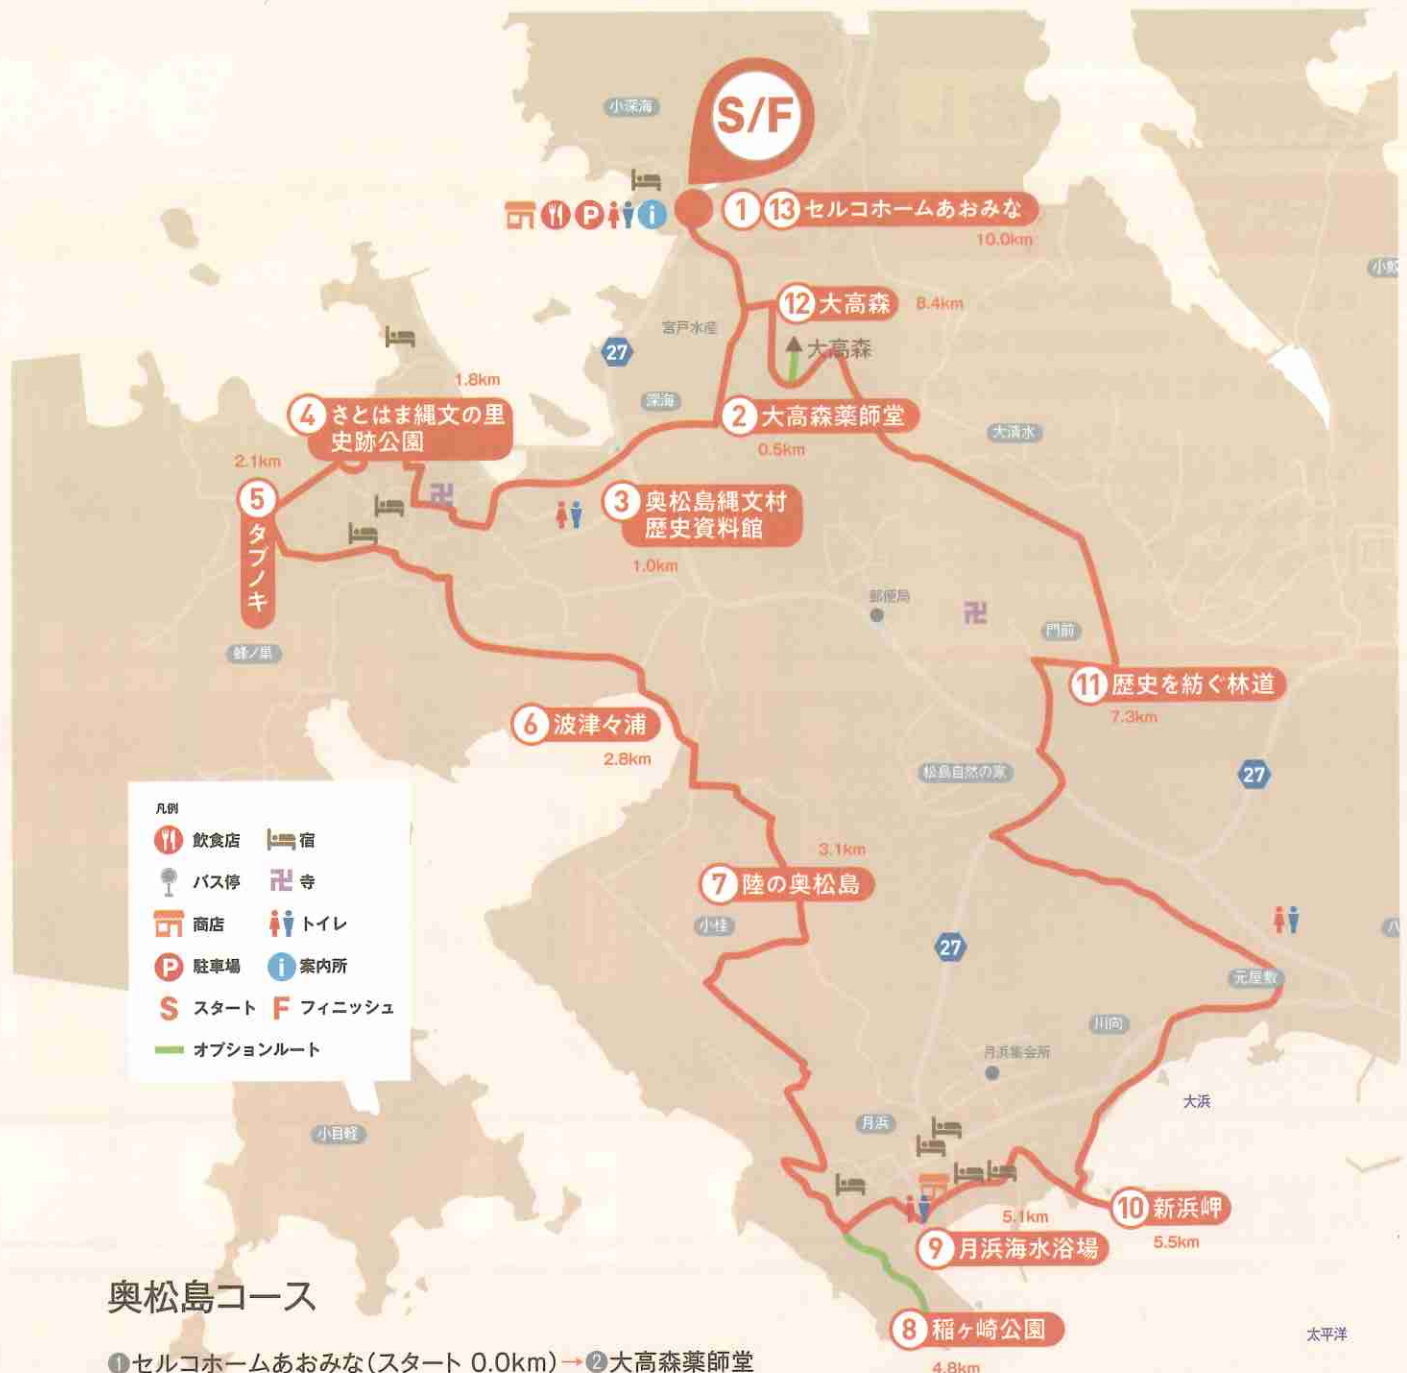 小深海
S/F
1 13 セルコホームあおみな
10.0km
12 大高森 8.4km
宮戸水産
27
大高森
深海
1.8km
4 さとはま縄文の里
史跡公園
2 大高森薬師堂
0.5km
大清水
2.1km
5 タブノキ
3 奥松島縄文村
歴史資料館
1.0km
郵便局
卍
卍
門前
11 歴史を紡ぐ林道
7.3km
6 波津々浦
2.8km
松島自然の家
27
凡例
飲食店 宿
バス停 卍 寺
商店 トイレ
P 駐車場 i 案内所
S スタート F フィニッシュ
オプションルート
3.1km
7 陸の奥松島
27
元屋敷
川向
月浜集会所
大浜
月浜
10 新浜岬
5.5km
5.1km
9 月浜海水浴場
8 稲ヶ崎公園
4.8km
太平洋
奥松島コース
❶セルコホームあおみな(スタート 0.0km)→❷大高森薬師堂
P
i